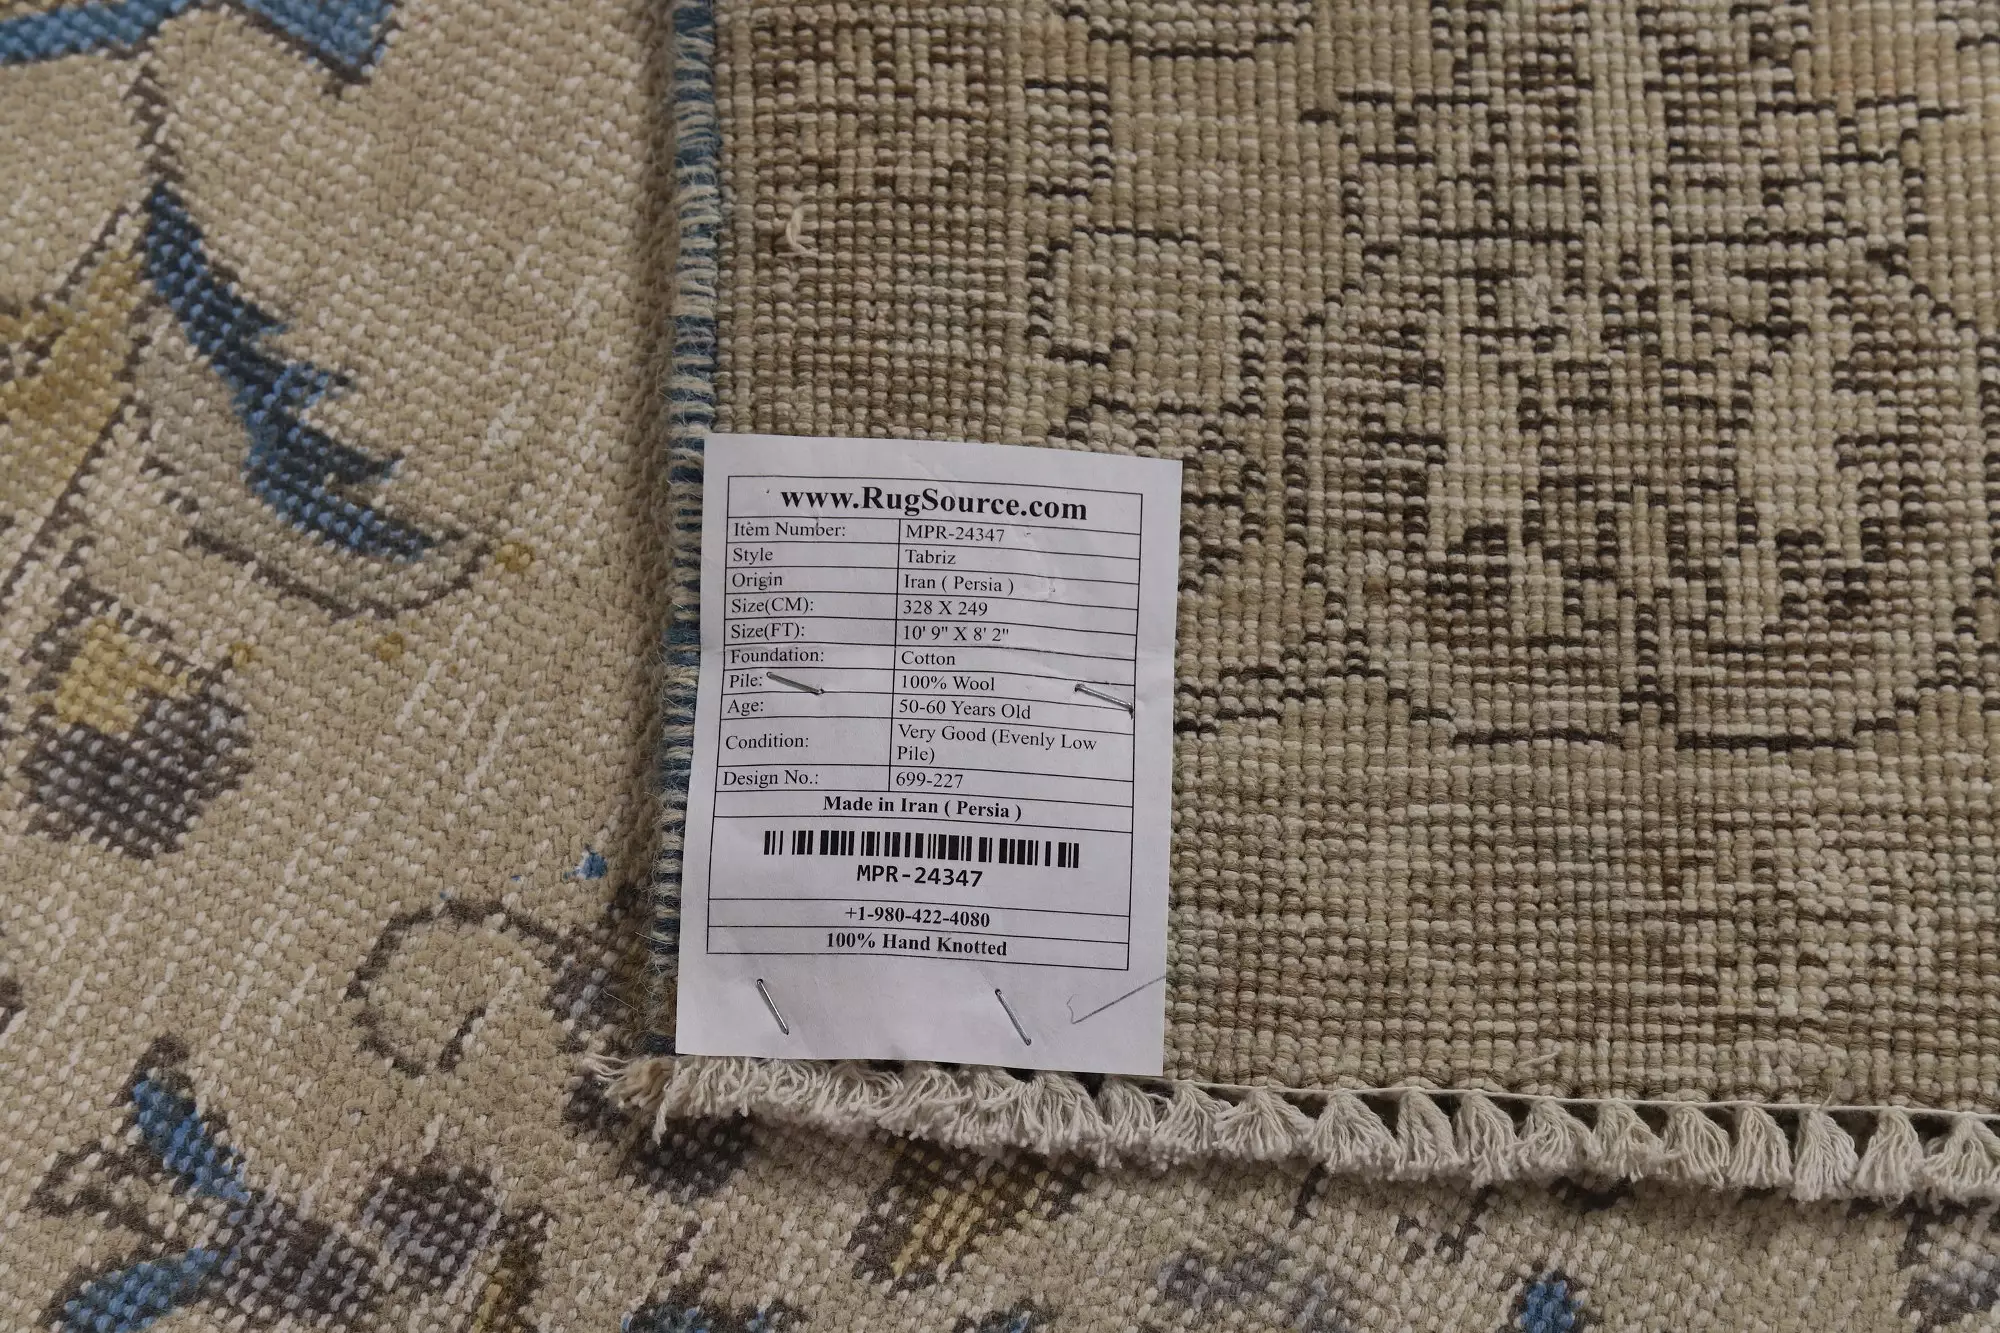 www.RugSource.com
Item Number: MPR-24347
Style Tabriz
Origin Iran ( Persia )
Size(CM): 328 X 249
Size(FT): 10' 9" X 8' 2"
Foundation: Cotton
Pile: 100% Wool
Age: 50-60 Years Old
Condition: Very Good (Evenly Low
Pile)
Design No.: 699-227
Made in Iran ( Persia )
MPR-24347
+1-980-422-4080
100% Hand Knotted